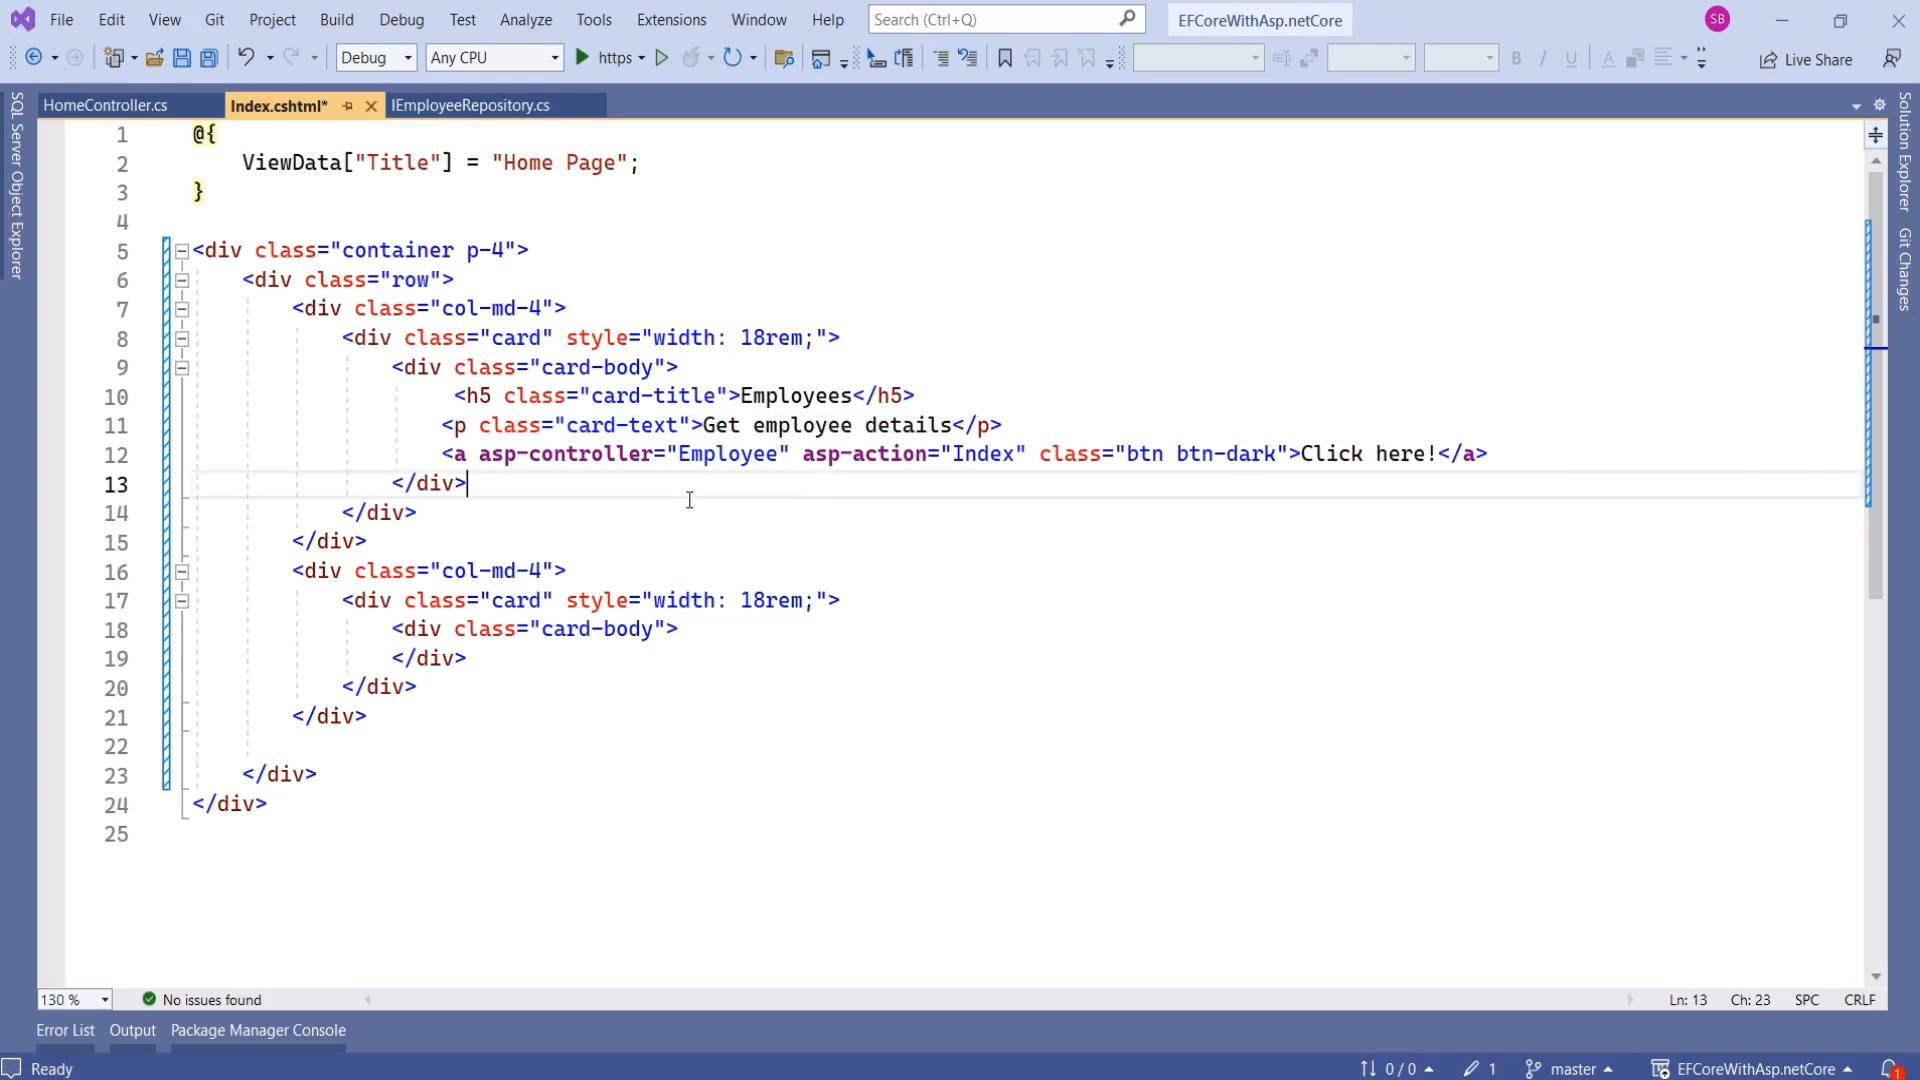 File Edit View Git Project Build Debug Test Analyze Tools Extensions Window Help Search (Ctrl+Q) EFCoreWithAsp.netCore SB
Debug Any CPU https B I U A Live Share
HomeController.cs Index.cshtml* IEmployeeRepository.cs
SQL Server Object Explorer
Solution Explorer
Git Changes
1 @{
2 ViewData["Title"] = "Home Page";
3 }
4
5 <div class="container p-4">
6 <div class="row">
7 <div class="col-md-4">
8 <div class="card" style="width: 18rem;">
9 <div class="card-body">
10 <h5 class="card-title">Employees</h5>
11 <p class="card-text">Get employee details</p>
12 <a asp-controller="Employee" asp-action="Index" class="btn btn-dark">Click here!</a>
13 </div>
14 </div>
15 </div>
16 <div class="col-md-4">
17 <div class="card" style="width: 18rem;">
18 <div class="card-body">
19 </div>
20 </div>
21 </div>
22
23 </div>
24 </div>
25
130 % No issues found Ln: 13 Ch: 23 SPC CRLF
Error List Output Package Manager Console
Ready 0 / 0 1 master EFCoreWithAsp.netCore 1